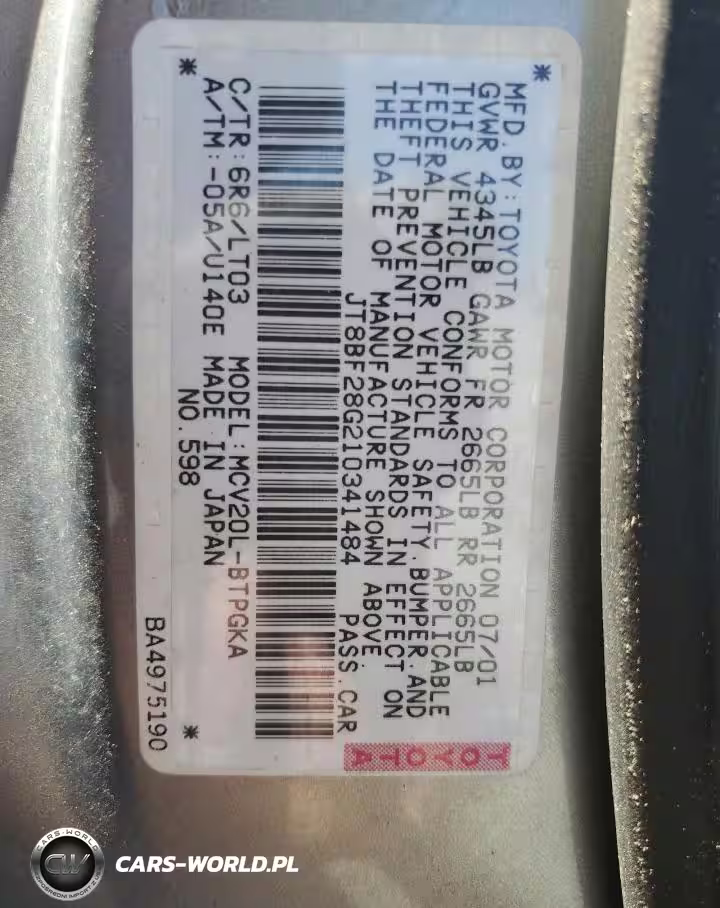 MFD.BY:TOYOTA MOTOR CORPORATION 07/01
GVWR 4345LB GAWR FR 2665LB RR 2665LB
THIS VEHICLE CONFORMS TO ALL APPLICABLE
FEDERAL MOTOR VEHICLE SAFETY,BUMPER,AND
THEFT PREVENTION STANDARDS IN EFFECT ON
THE DATE OF MANUFACTURE SHOWN ABOVE.
JT8BF28G210341484 PASS.CAR
TOYOTA
C/TR:6R6/LT03 MODEL:MCV20L-BTPGKA
A/TM:-05A/U140E MADE IN JAPAN
NO.598
BA4975190
CARS-WORLD
CW
CARS-WORLD.PL